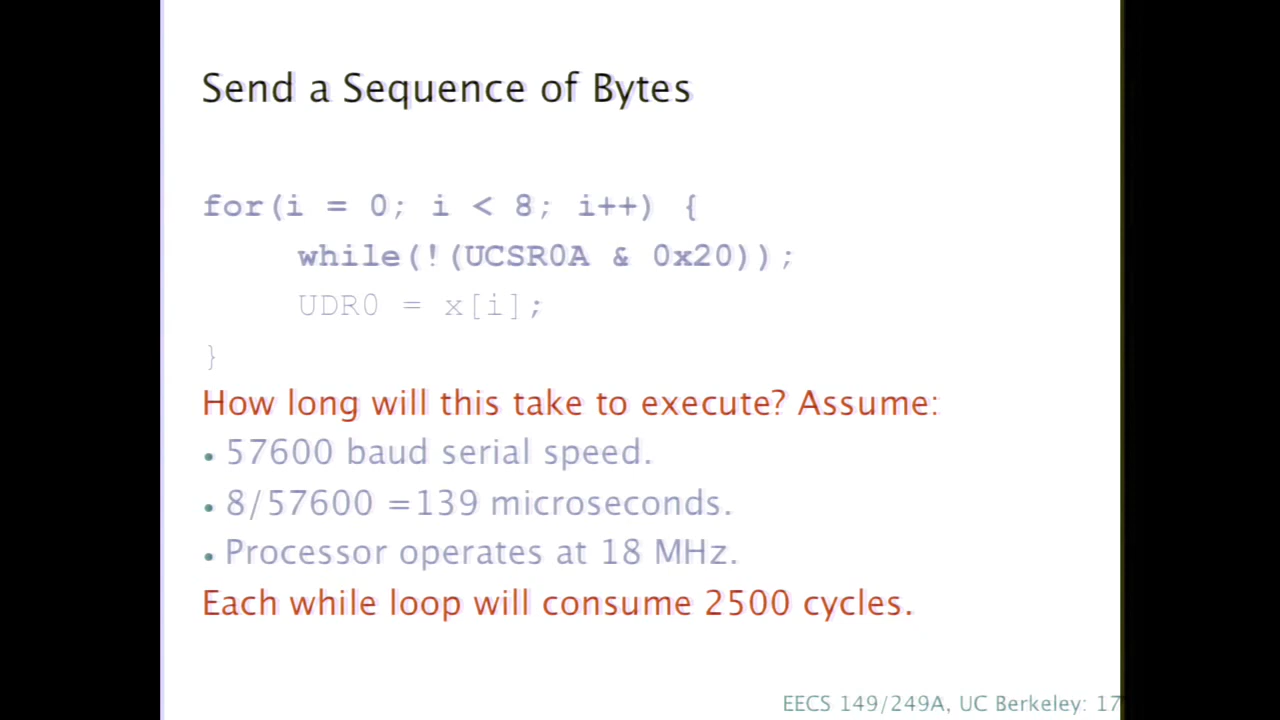 Send a Sequence of Bytes
for(i = 0; i < 8; i++) {
while(!(UCSR0A & 0x20));
UDR0 = x[i];
}
How long will this take to execute? Assume:
• 57600 baud serial speed.
• 8/57600 =139 microseconds.
• Processor operates at 18 MHz.
Each while loop will consume 2500 cycles.
EECS 149/249A, UC Berkeley: 17